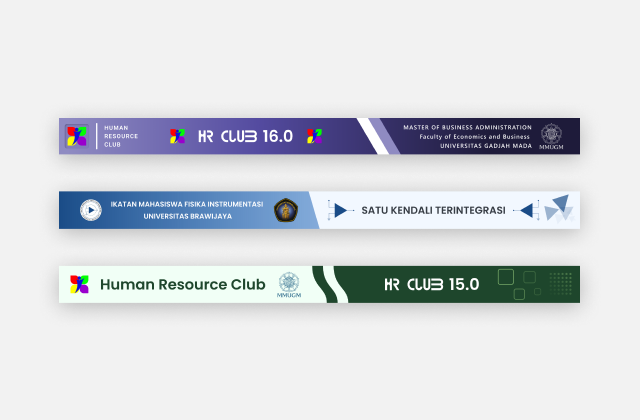 HUMAN
RESOURCE
CLUB
HR CLUB 16.0
MASTER OF BUSINESS ADMINISTRATION
Faculty of Economics and Business
UNIVERSITAS GADJAH MADA
MMUGM
IKATAN MAHASISWA FISIKA INSTRUMENTASI
UNIVERSITAS BRAWIJAYA
SATU KENDALI TERINTEGRASI
Human Resource Club
MMUGM
HR CLUB 15.0